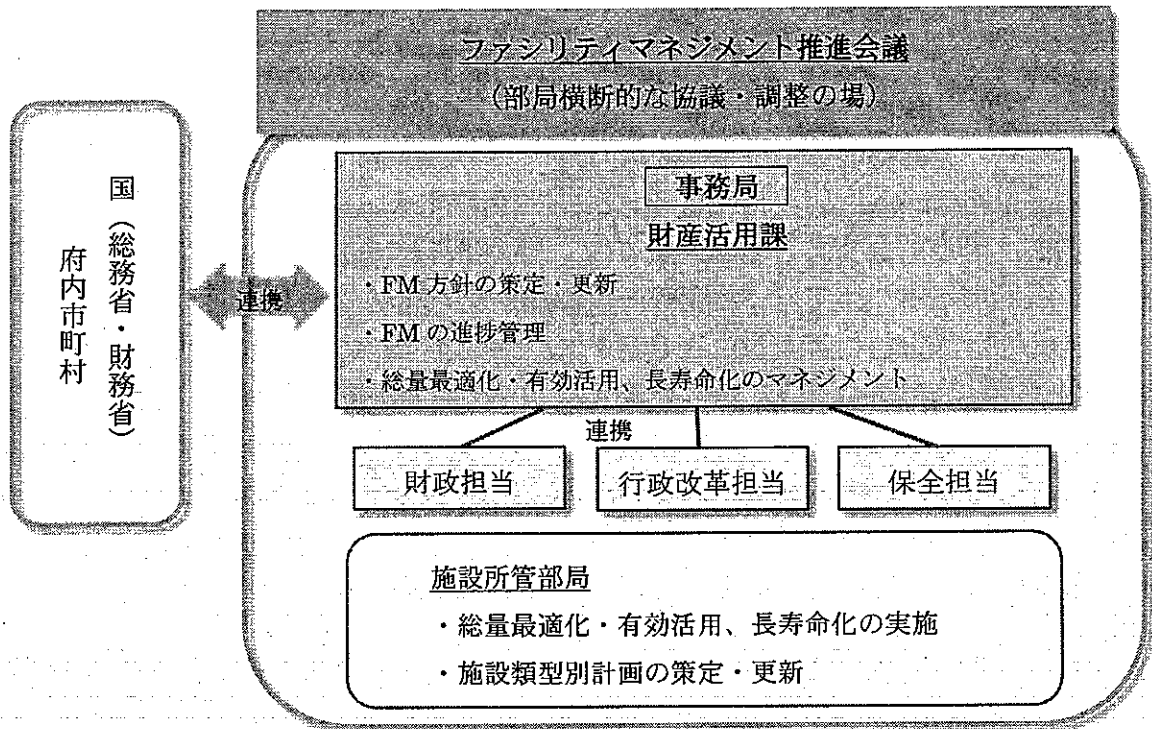 ファシリティマネジメント推進会議
（部局横断的な協議・調整の場）
国（総務省・財務省）
府内市町村
連携
事務局
財産活用課
・FM 方針の策定・更新
・FM の進捗管理
・総量最適化・有効活用、長寿命化のマネジメント
連携
財政担当
行政改革担当
保全担当
施設所管部局
・総量最適化・有効活用、長寿命化の実施
・施設類型別計画の策定・更新